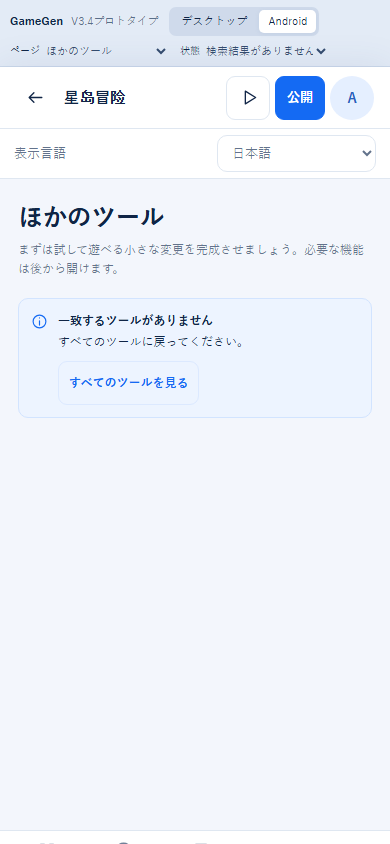 GameGen V3.4プロトタイプ デスクトップ Android
ページ ほかのツール 状態 検索結果がありません
星岛冒险 公開 A
表示言語 日本語
ほかのツール
まずは試して遊べる小さな変更を完成させましょう。必要な機能
は後から開けます。
一致するツールがありません
すべてのツールに戻ってください。
すべてのツールを見る